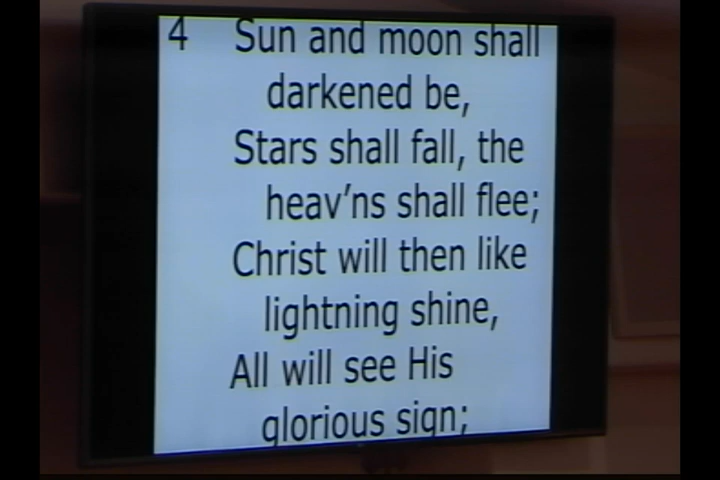 4 Sun and moon shall
darkened be,
Stars shall fall, the
heav'ns shall flee;
Christ will then like
lightning shine,
All will see His
glorious sign;